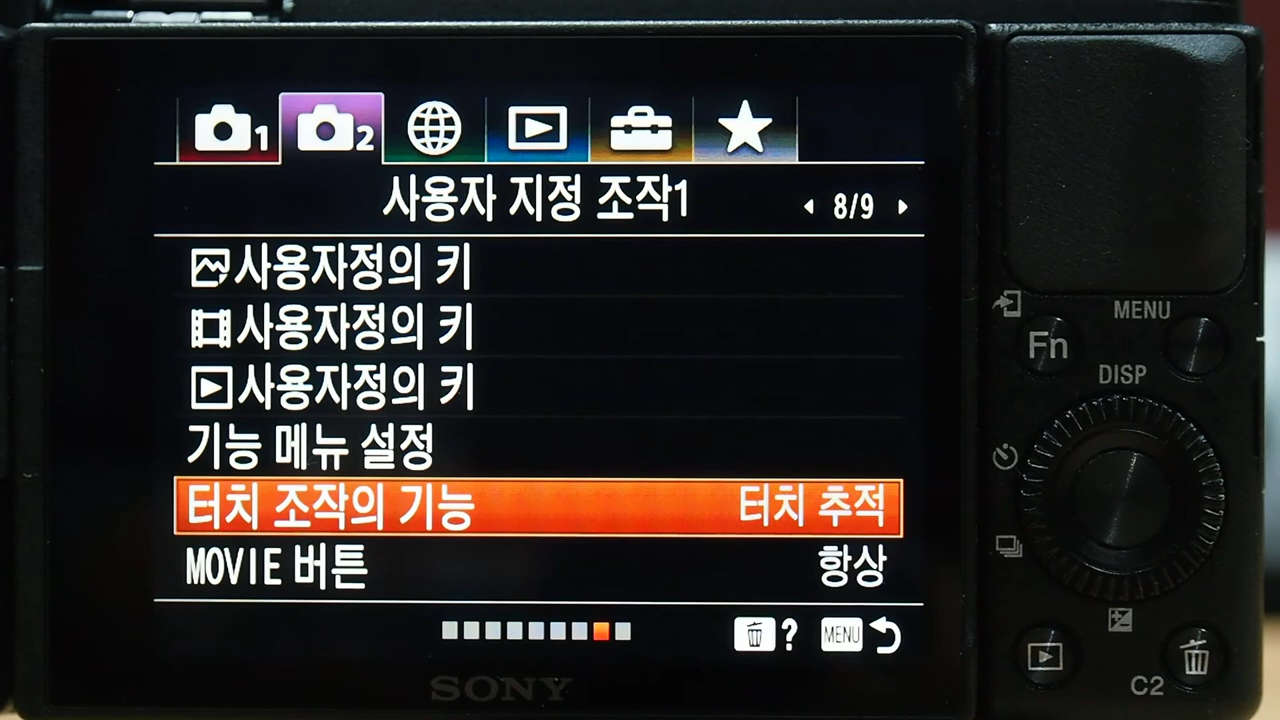 1 2
사용자 지정 조작1 8/9
사용자정의 키
사용자정의 키
사용자정의 키
기능 메뉴 설정
터치 조작의 기능 터치 추적
MOVIE 버튼 항상
? MENU
SONY
MENU
Fn
DISP
C2